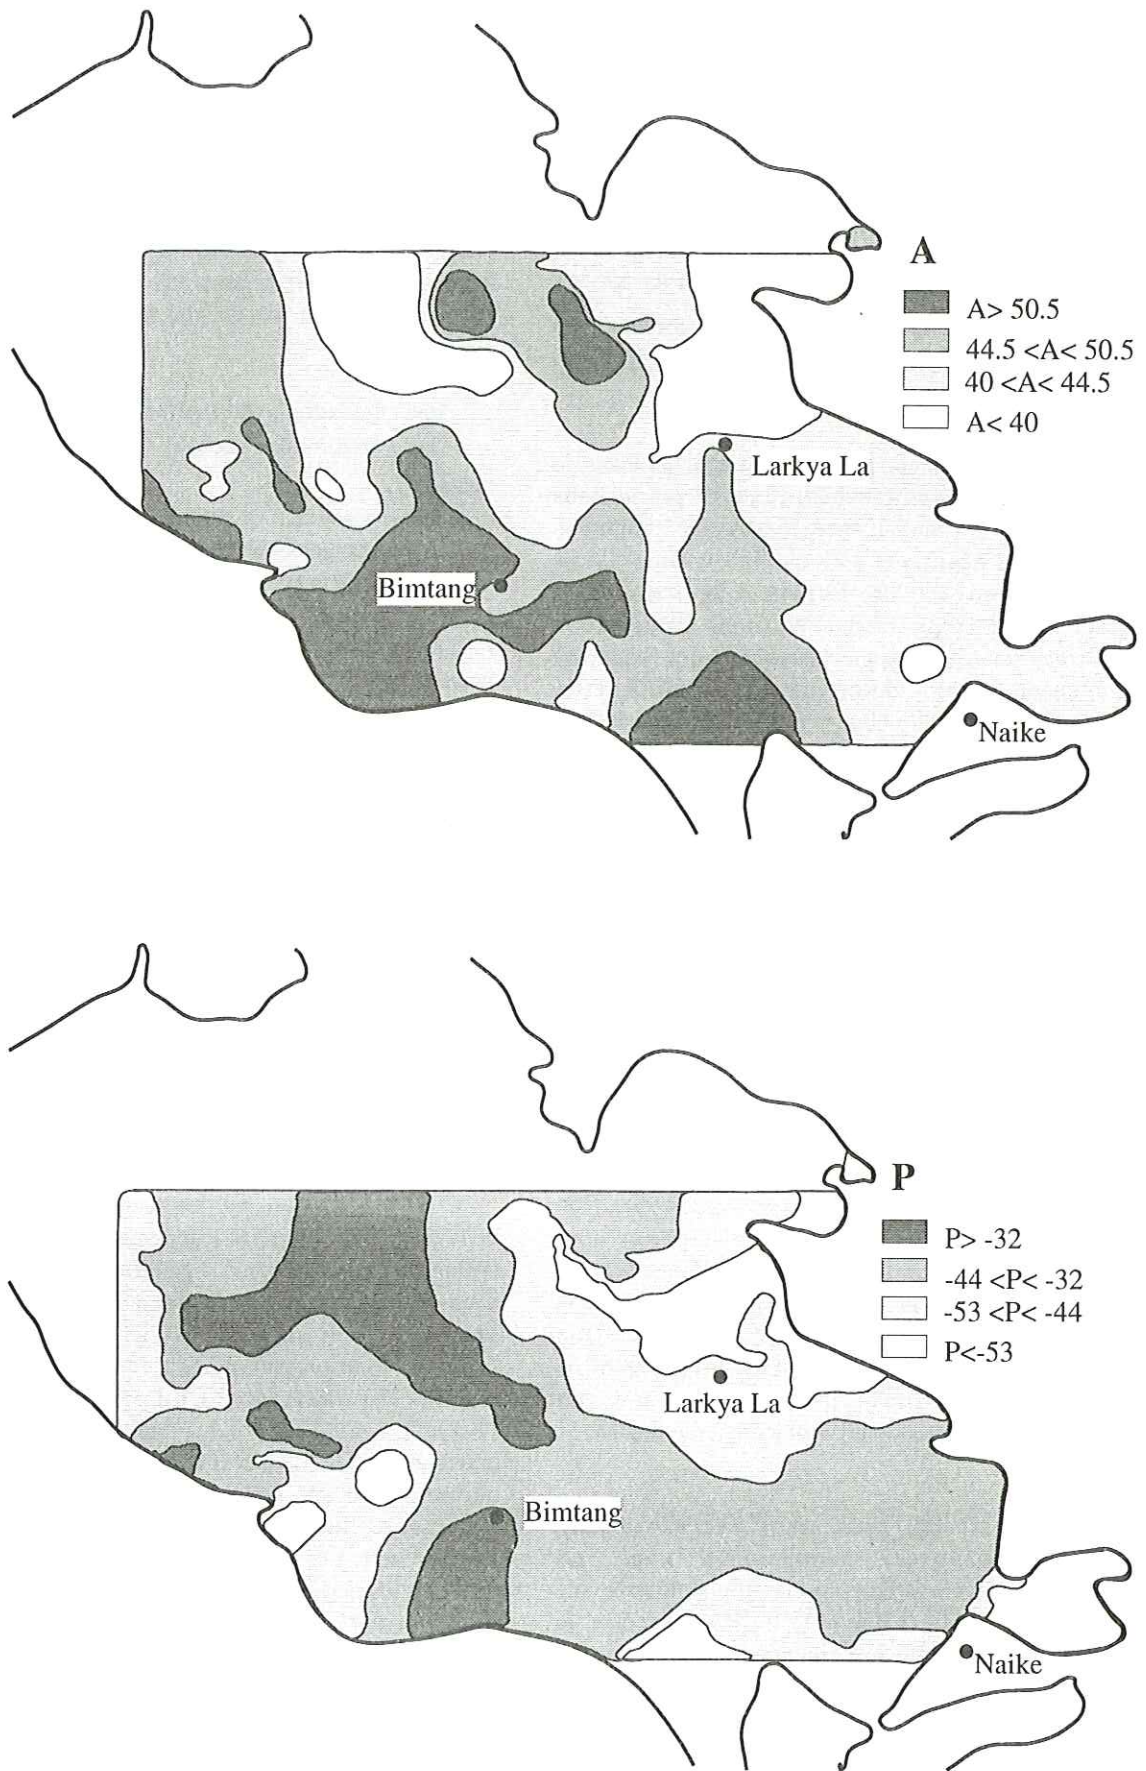 A
A> 50.5
44.5 <A< 50.5
40 <A< 44.5
A< 40
Larkya La
Bimtang
Naike
P
P> -32
-44 <P< -32
-53 <P< -44
P<-53
Larkya La
Bimtang
Naike